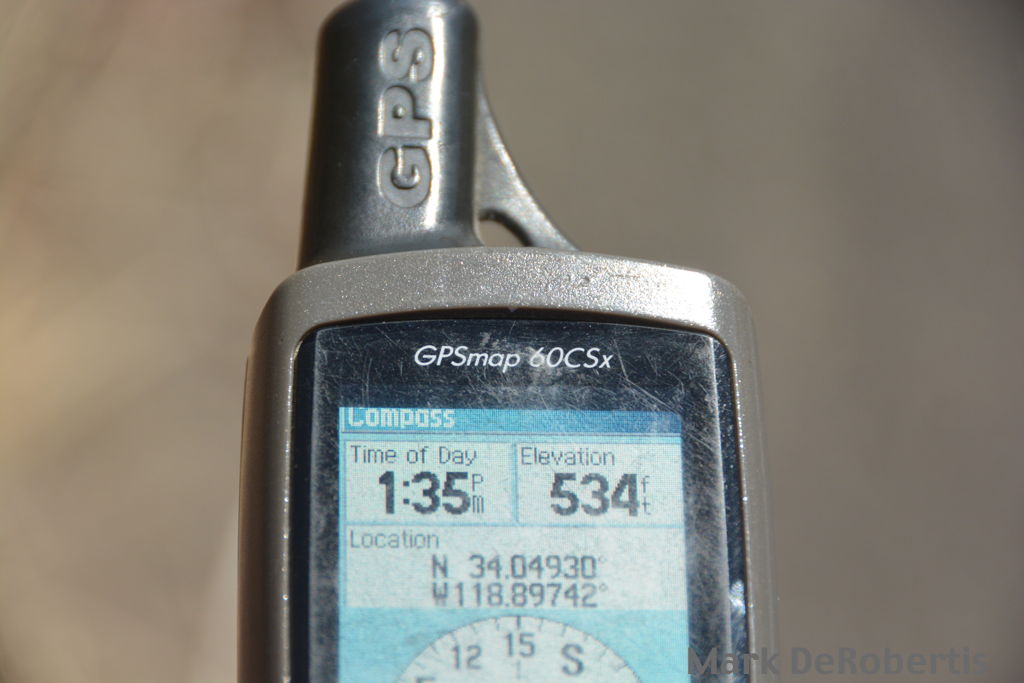 GPS
GPSmap 60CSx
Compass
Time of Day
Elevation
1:35 Pm
534 ft
Location
N 34.04930°
W118.89742°
12 15 S
Mark DeRobertis